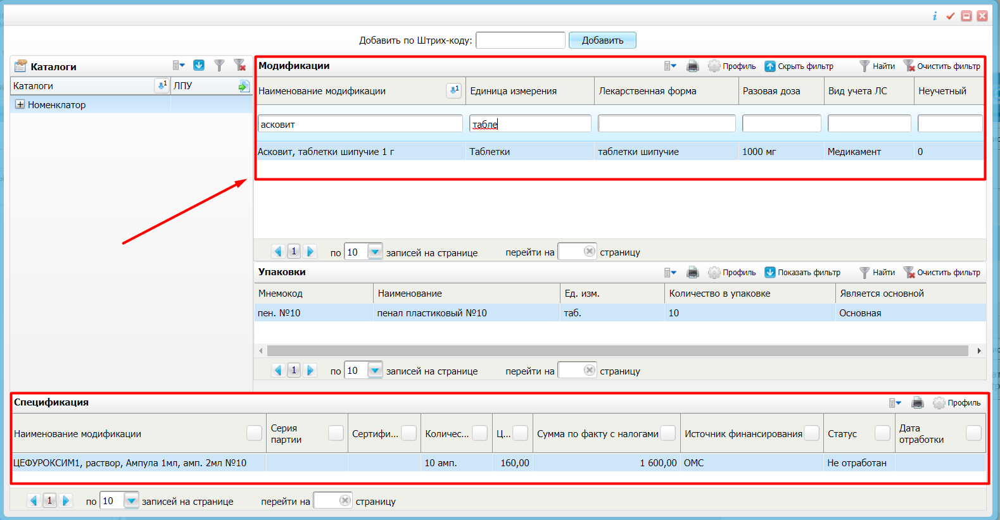 Добавить по Штрих-коду: Добавить
Каталоги
Каталоги 1 ЛПУ
Номенклатор
Модификации Профиль Скрыть фильтр Найти Очистить фильтр
Наименование модификации 1 Единица измерения Лекарственная форма Разовая доза Вид учета ЛС Неучетный
асковит табле
Асковит, таблетки шипучие 1 г Таблетки таблетки шипучие 1000 мг Медикамент 0
1 по 10 записей на странице перейти на страницу
Упаковки Профиль Показать фильтр Найти Очистить фильтр
Мнемокод Наименование Ед. изм. Количество в упаковке Является основной
пен. №10 пенал пластиковый №10 таб. 10 Основная
1 по 10 записей на странице перейти на страницу
Спецификация Профиль
Наименование модификации Серия партии Сертифи... Количес... Ц... Сумма по факту с налогами Источник финансирования Статус Дата отработки
ЦЕФУРОКСИМ1, раствор, Ампула 1мл, амп. 2мл №10 10 амп. 160,00 1 600,00 ОМС Не отработан
1 по 10 записей на странице перейти на страницу